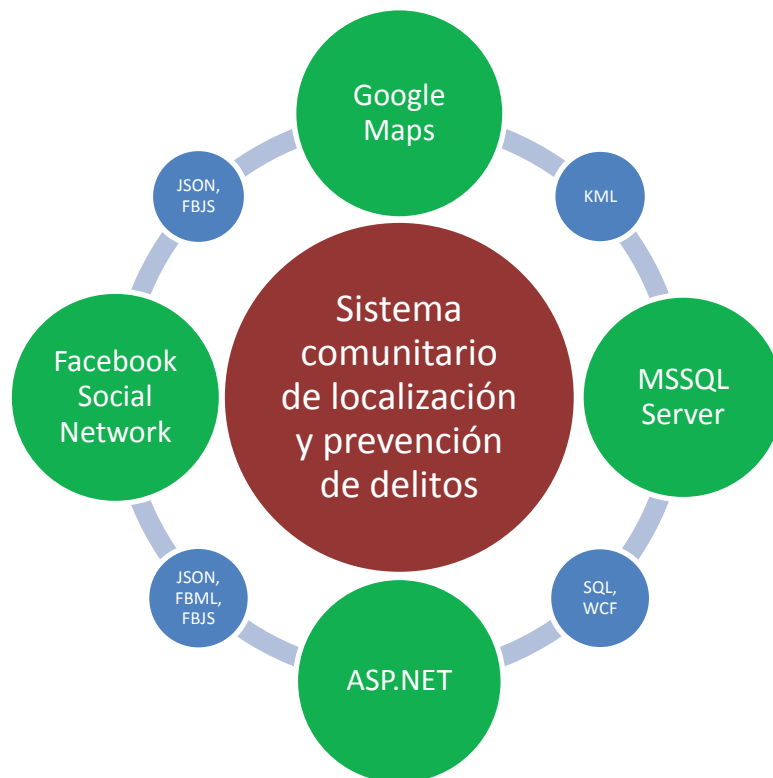 Google
Maps
JSON,
FBJS
KML
Sistema
comunitario
de localización
y prevención
de delitos
Facebook
Social
Network
MSSQL
Server
JSON,
FBML,
FBJS
SQL,
WCF
ASP.NET